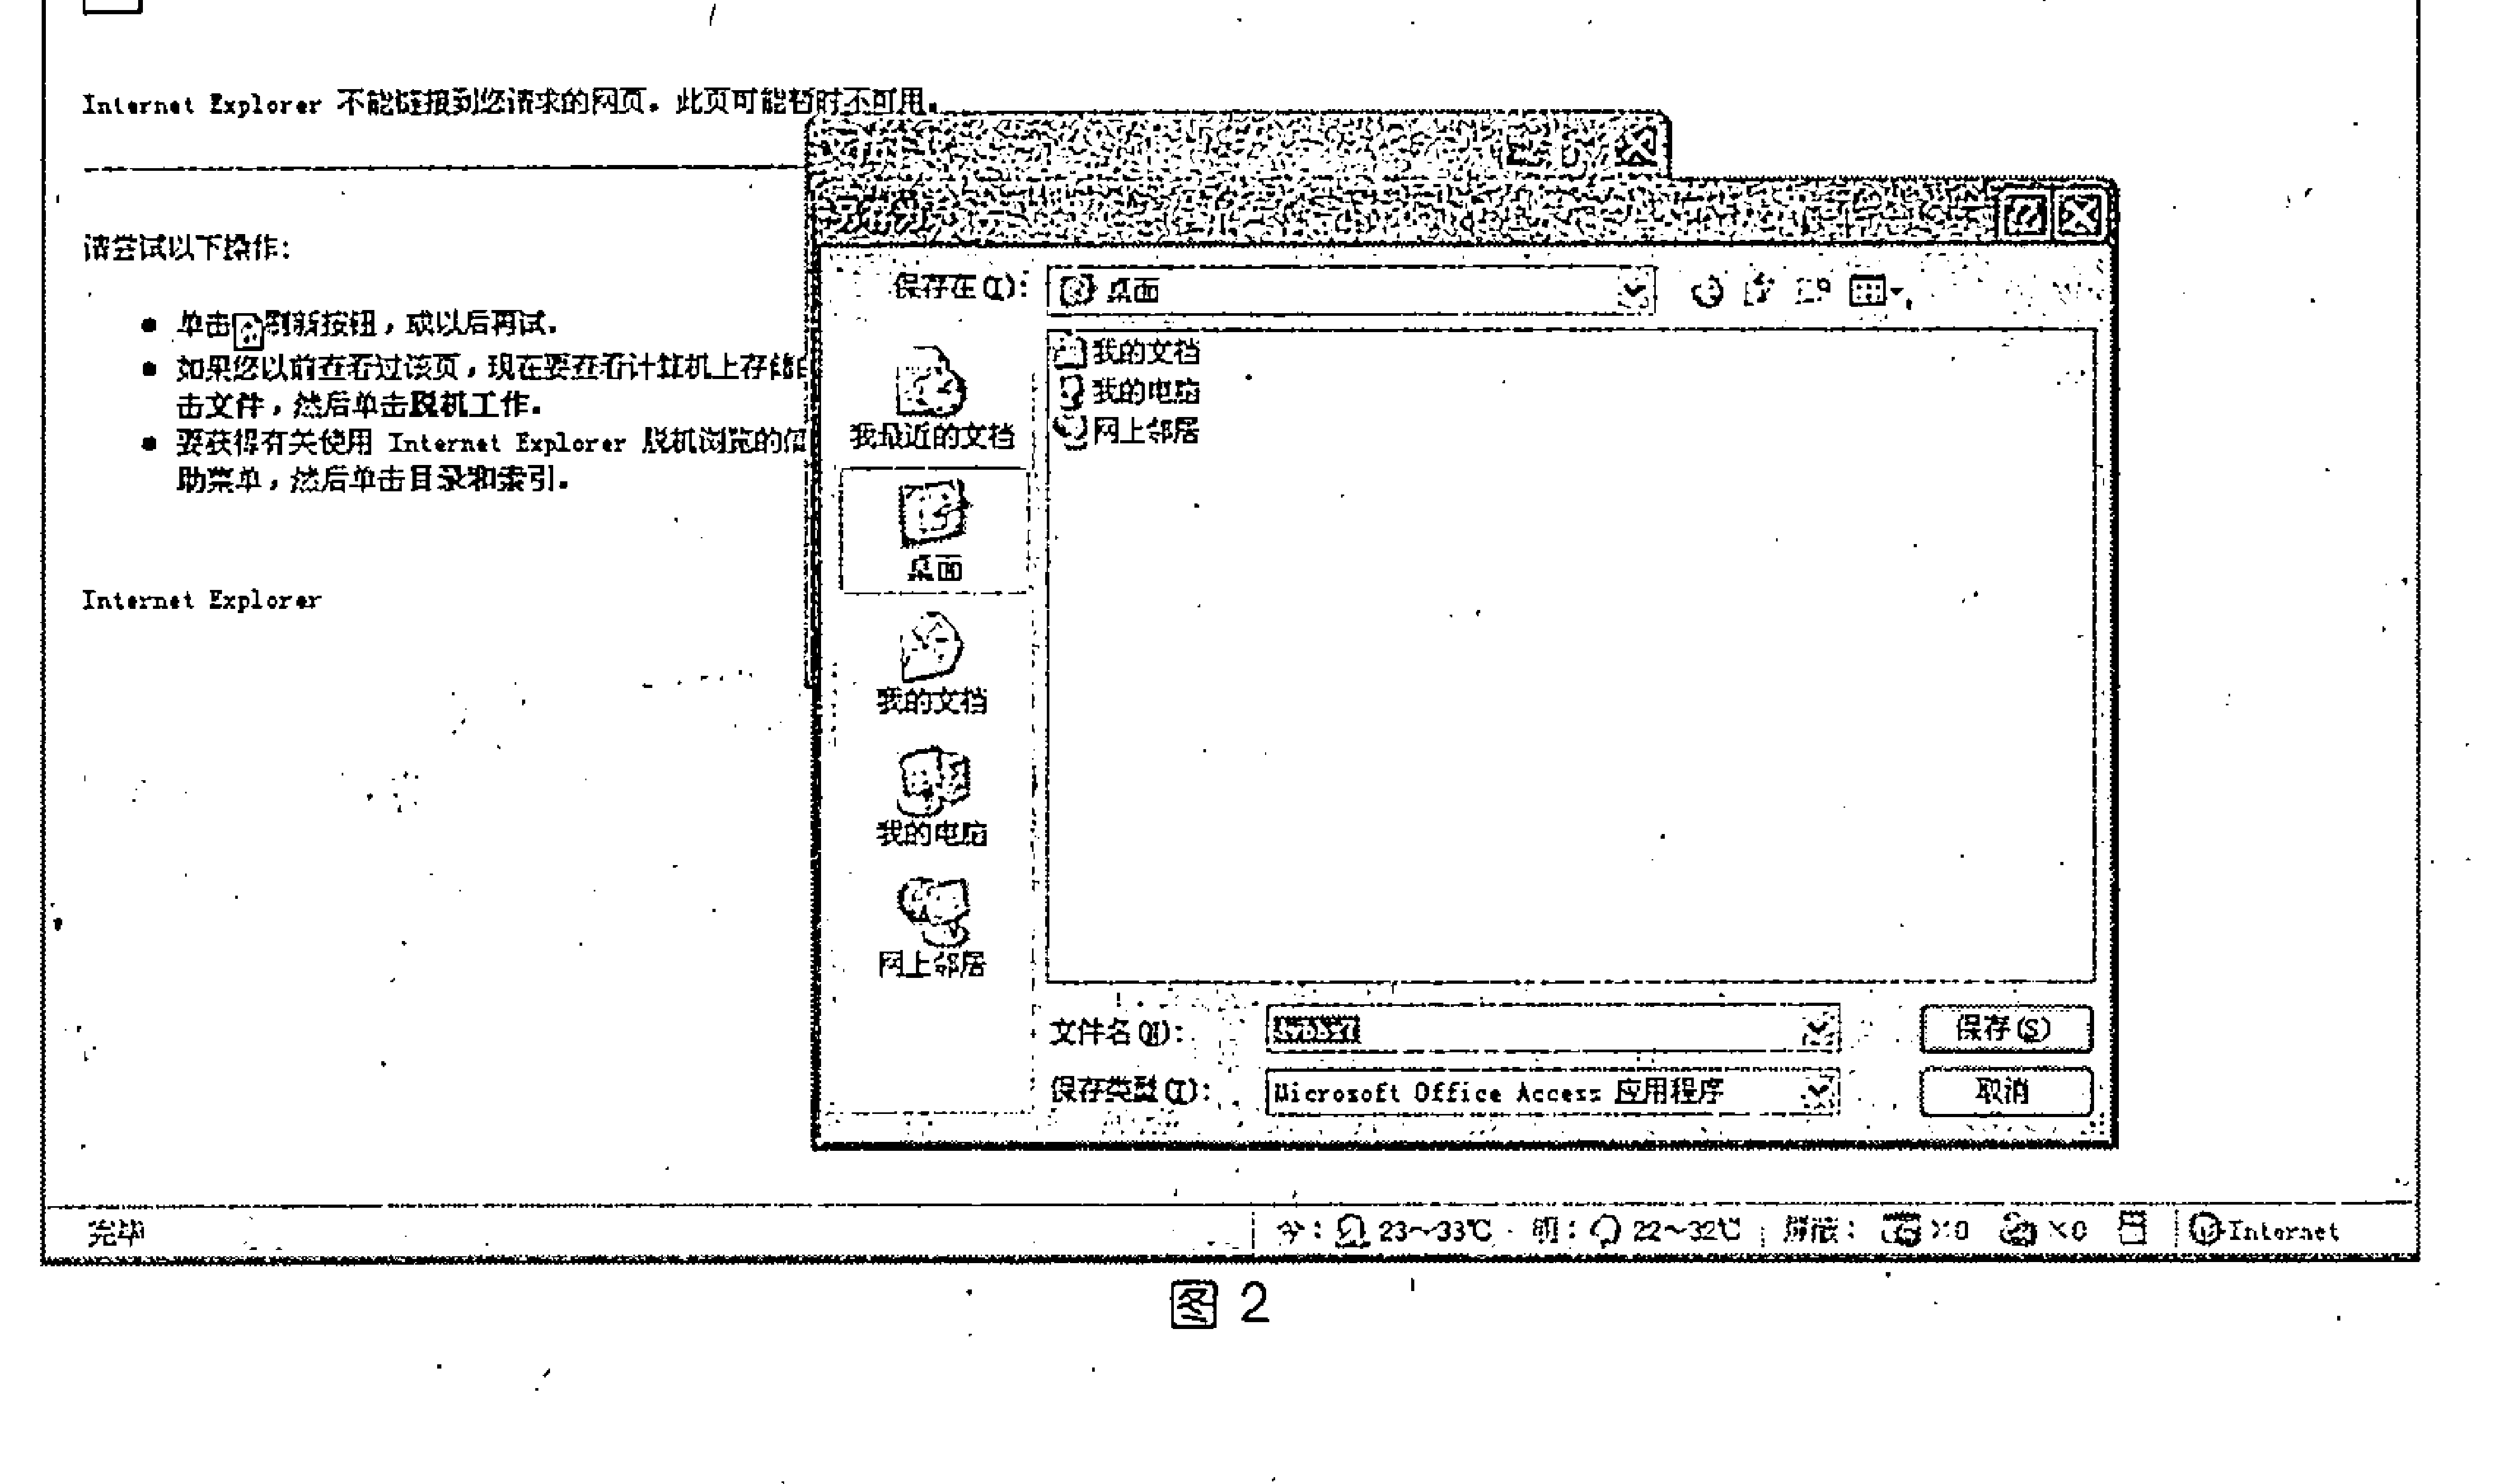 Internet Explorer 不能链接到您请求的网页。此页可能暂时不可用。
请尝试以下操作:
单击刷新按钮，或以后再试。
如果您以前查看过该页，现在要查看计算机上存储的
击文件，然后单击脱机工作。
要获得有关使用 Internet Explorer 脱机浏览的信
助菜单，然后单击目录和索引。
Internet Explorer
另存为
保存在(I): 桌面
我的文档
我的电脑
网上邻居
我最近的文档
桌面
我的文档
我的电脑
网上邻居
文件名(N):
保存(S)
保存类型(T): Microsoft Office Access 应用程序
取消
完毕
今: 23~33℃ 明: 22~32℃ ×0 ×0 Internet
图 2